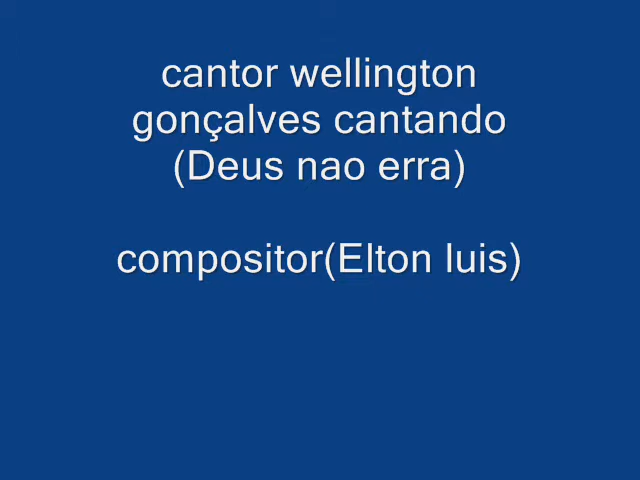 cantor wellington
gonçalves cantando
(Deus nao erra)
compositor(Elton luis)